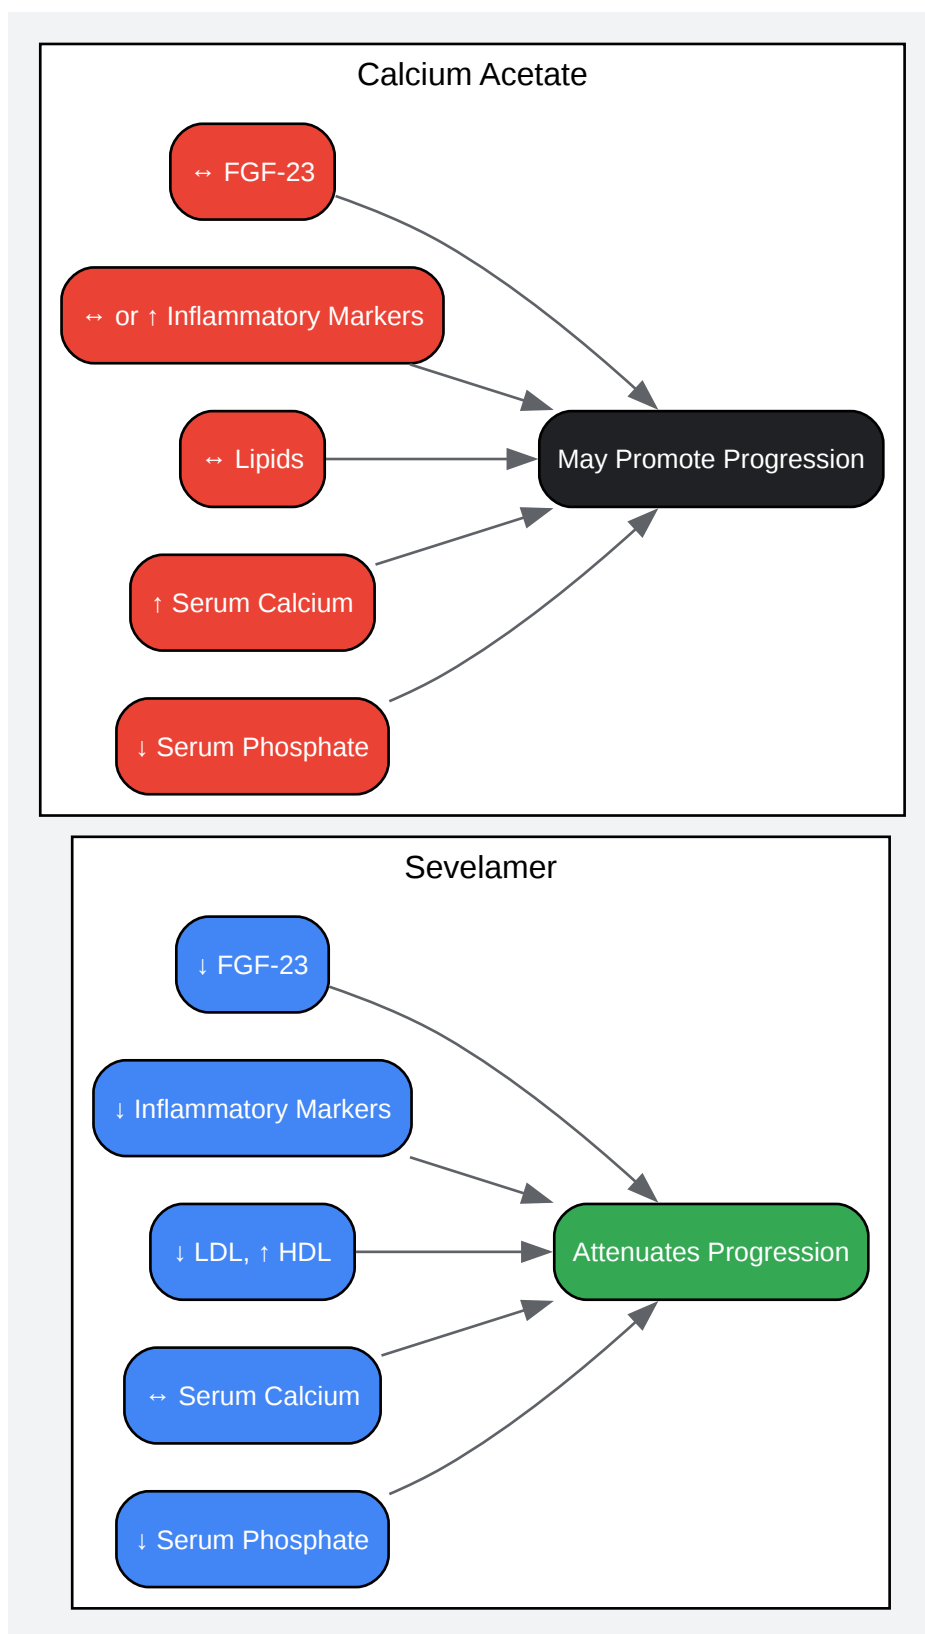 Calcium Acetate
↔ FGF-23
↔ or ↑ Inflammatory Markers
↔ Lipids
May Promote Progression
↑ Serum Calcium
↓ Serum Phosphate
Sevelamer
↓ FGF-23
↓ Inflammatory Markers
↓ LDL, ↑ HDL
Attenuates Progression
↔ Serum Calcium
↓ Serum Phosphate